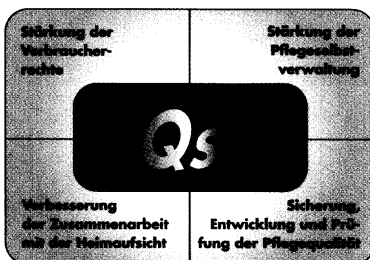 Stärkung der
Verbraucher-
rechte
Stärkung der
Pflegeselbst-
verwaltung
Qs
Verbesserung
der Zusammenarbeit
mit der Heimaufsicht
Sicherung,
Entwicklung und Prü-
fung der Pflegequalität